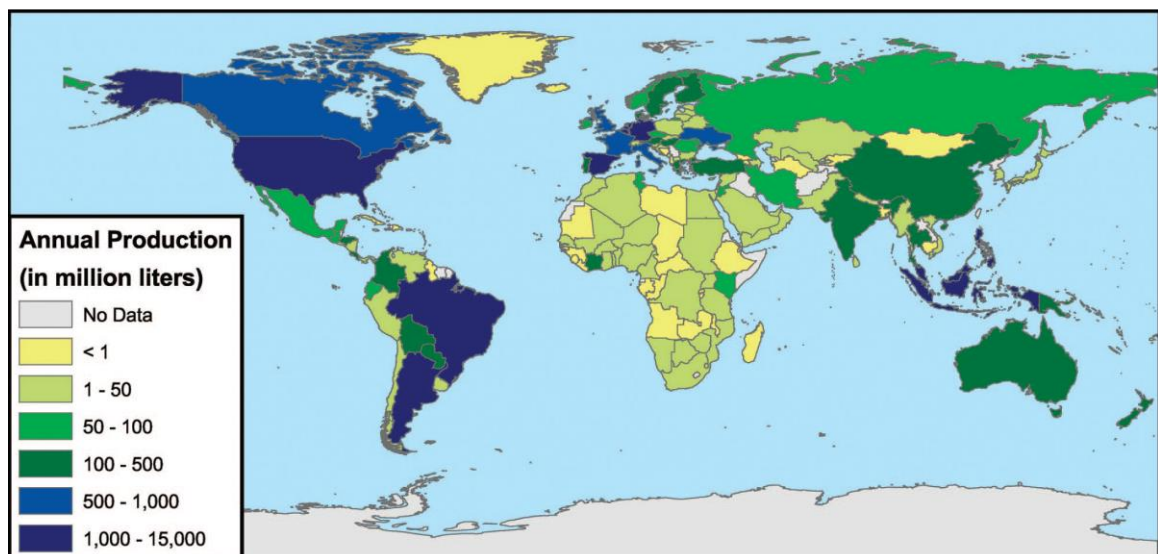 Annual Production
(in million liters)
No Data
< 1
1 - 50
50 - 100
100 - 500
500 - 1,000
1,000 - 15,000